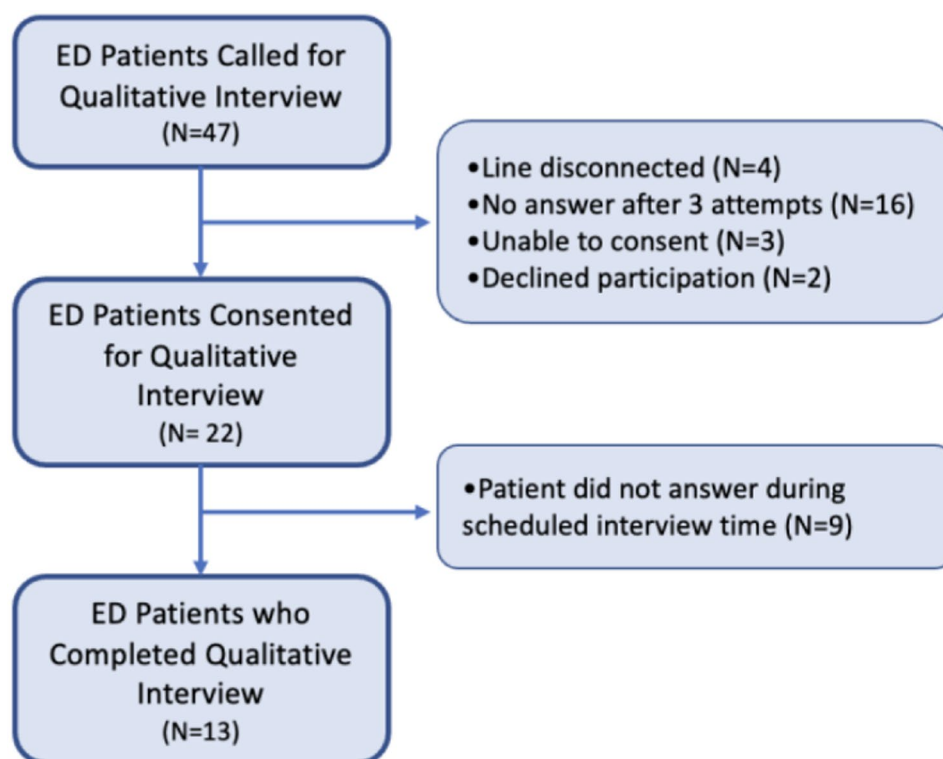 ED Patients Called for
Qualitative Interview
(N=47)
•Line disconnected (N=4)
•No answer after 3 attempts (N=16)
•Unable to consent (N=3)
•Declined participation (N=2)
ED Patients Consented
for Qualitative
Interview
(N= 22)
•Patient did not answer during
scheduled interview time (N=9)
ED Patients who
Completed Qualitative
Interview
(N=13)